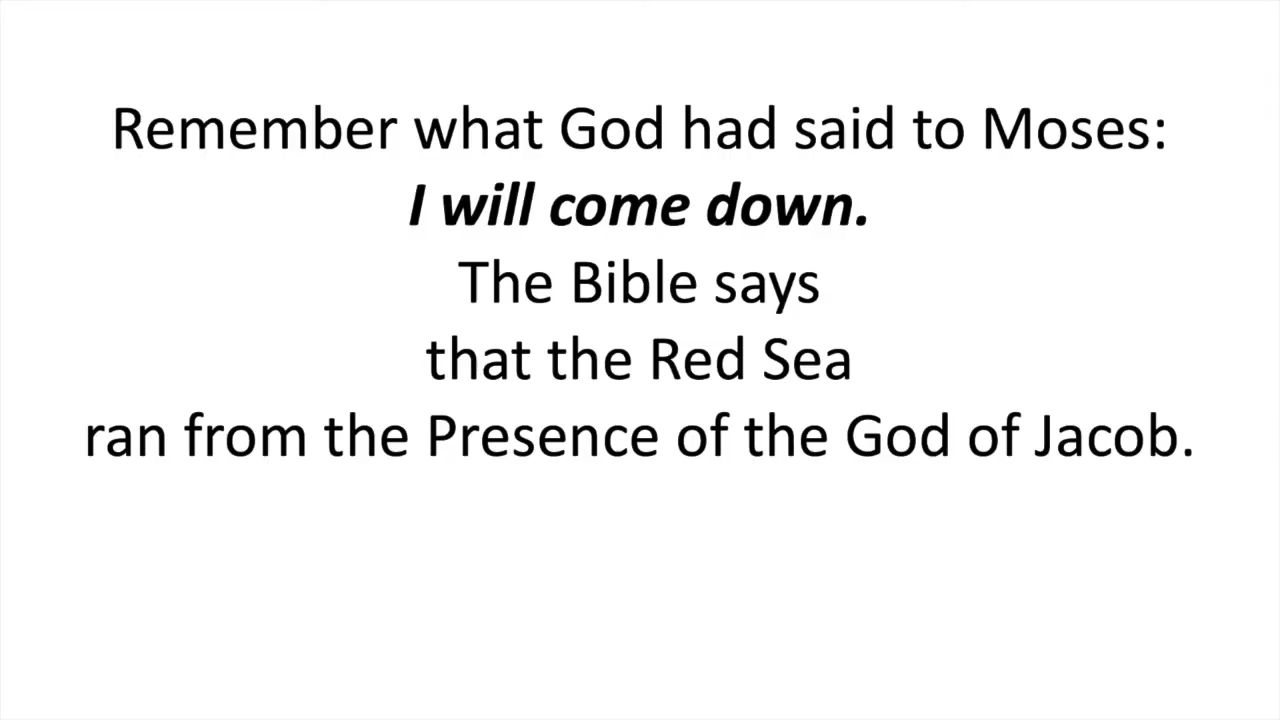 Remember what God had said to Moses:
I will come down.
The Bible says
that the Red Sea
ran from the Presence of the God of Jacob.